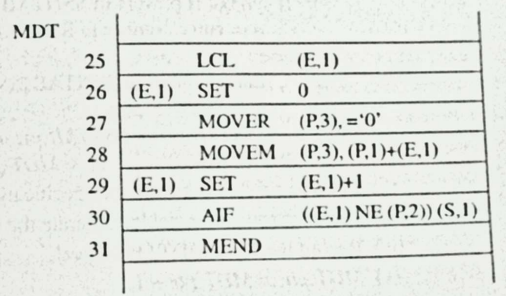 MDT
25 LCL (E,1)
26 (E,1) SET 0
27 MOVER (P,3), =‘0’
28 MOVEM (P,3), (P,1)+(E,1)
29 (E,1) SET (E,1)+1
30 AIF ((E,1) NE (P,2)) (S,1)
31 MEND